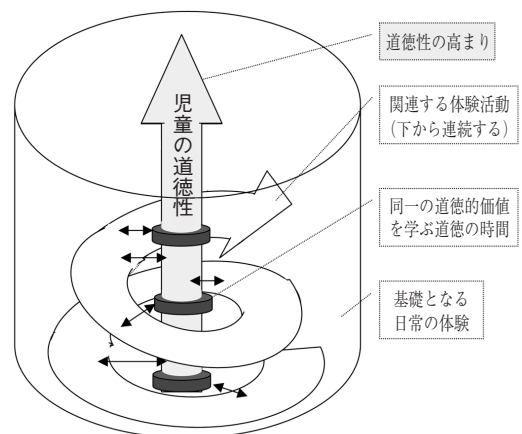 児童の道徳性
道徳性の高まり
関連する体験活動
(下から連続する)
同一の道徳的価値
を学ぶ道徳の時間
基礎となる
日常の体験